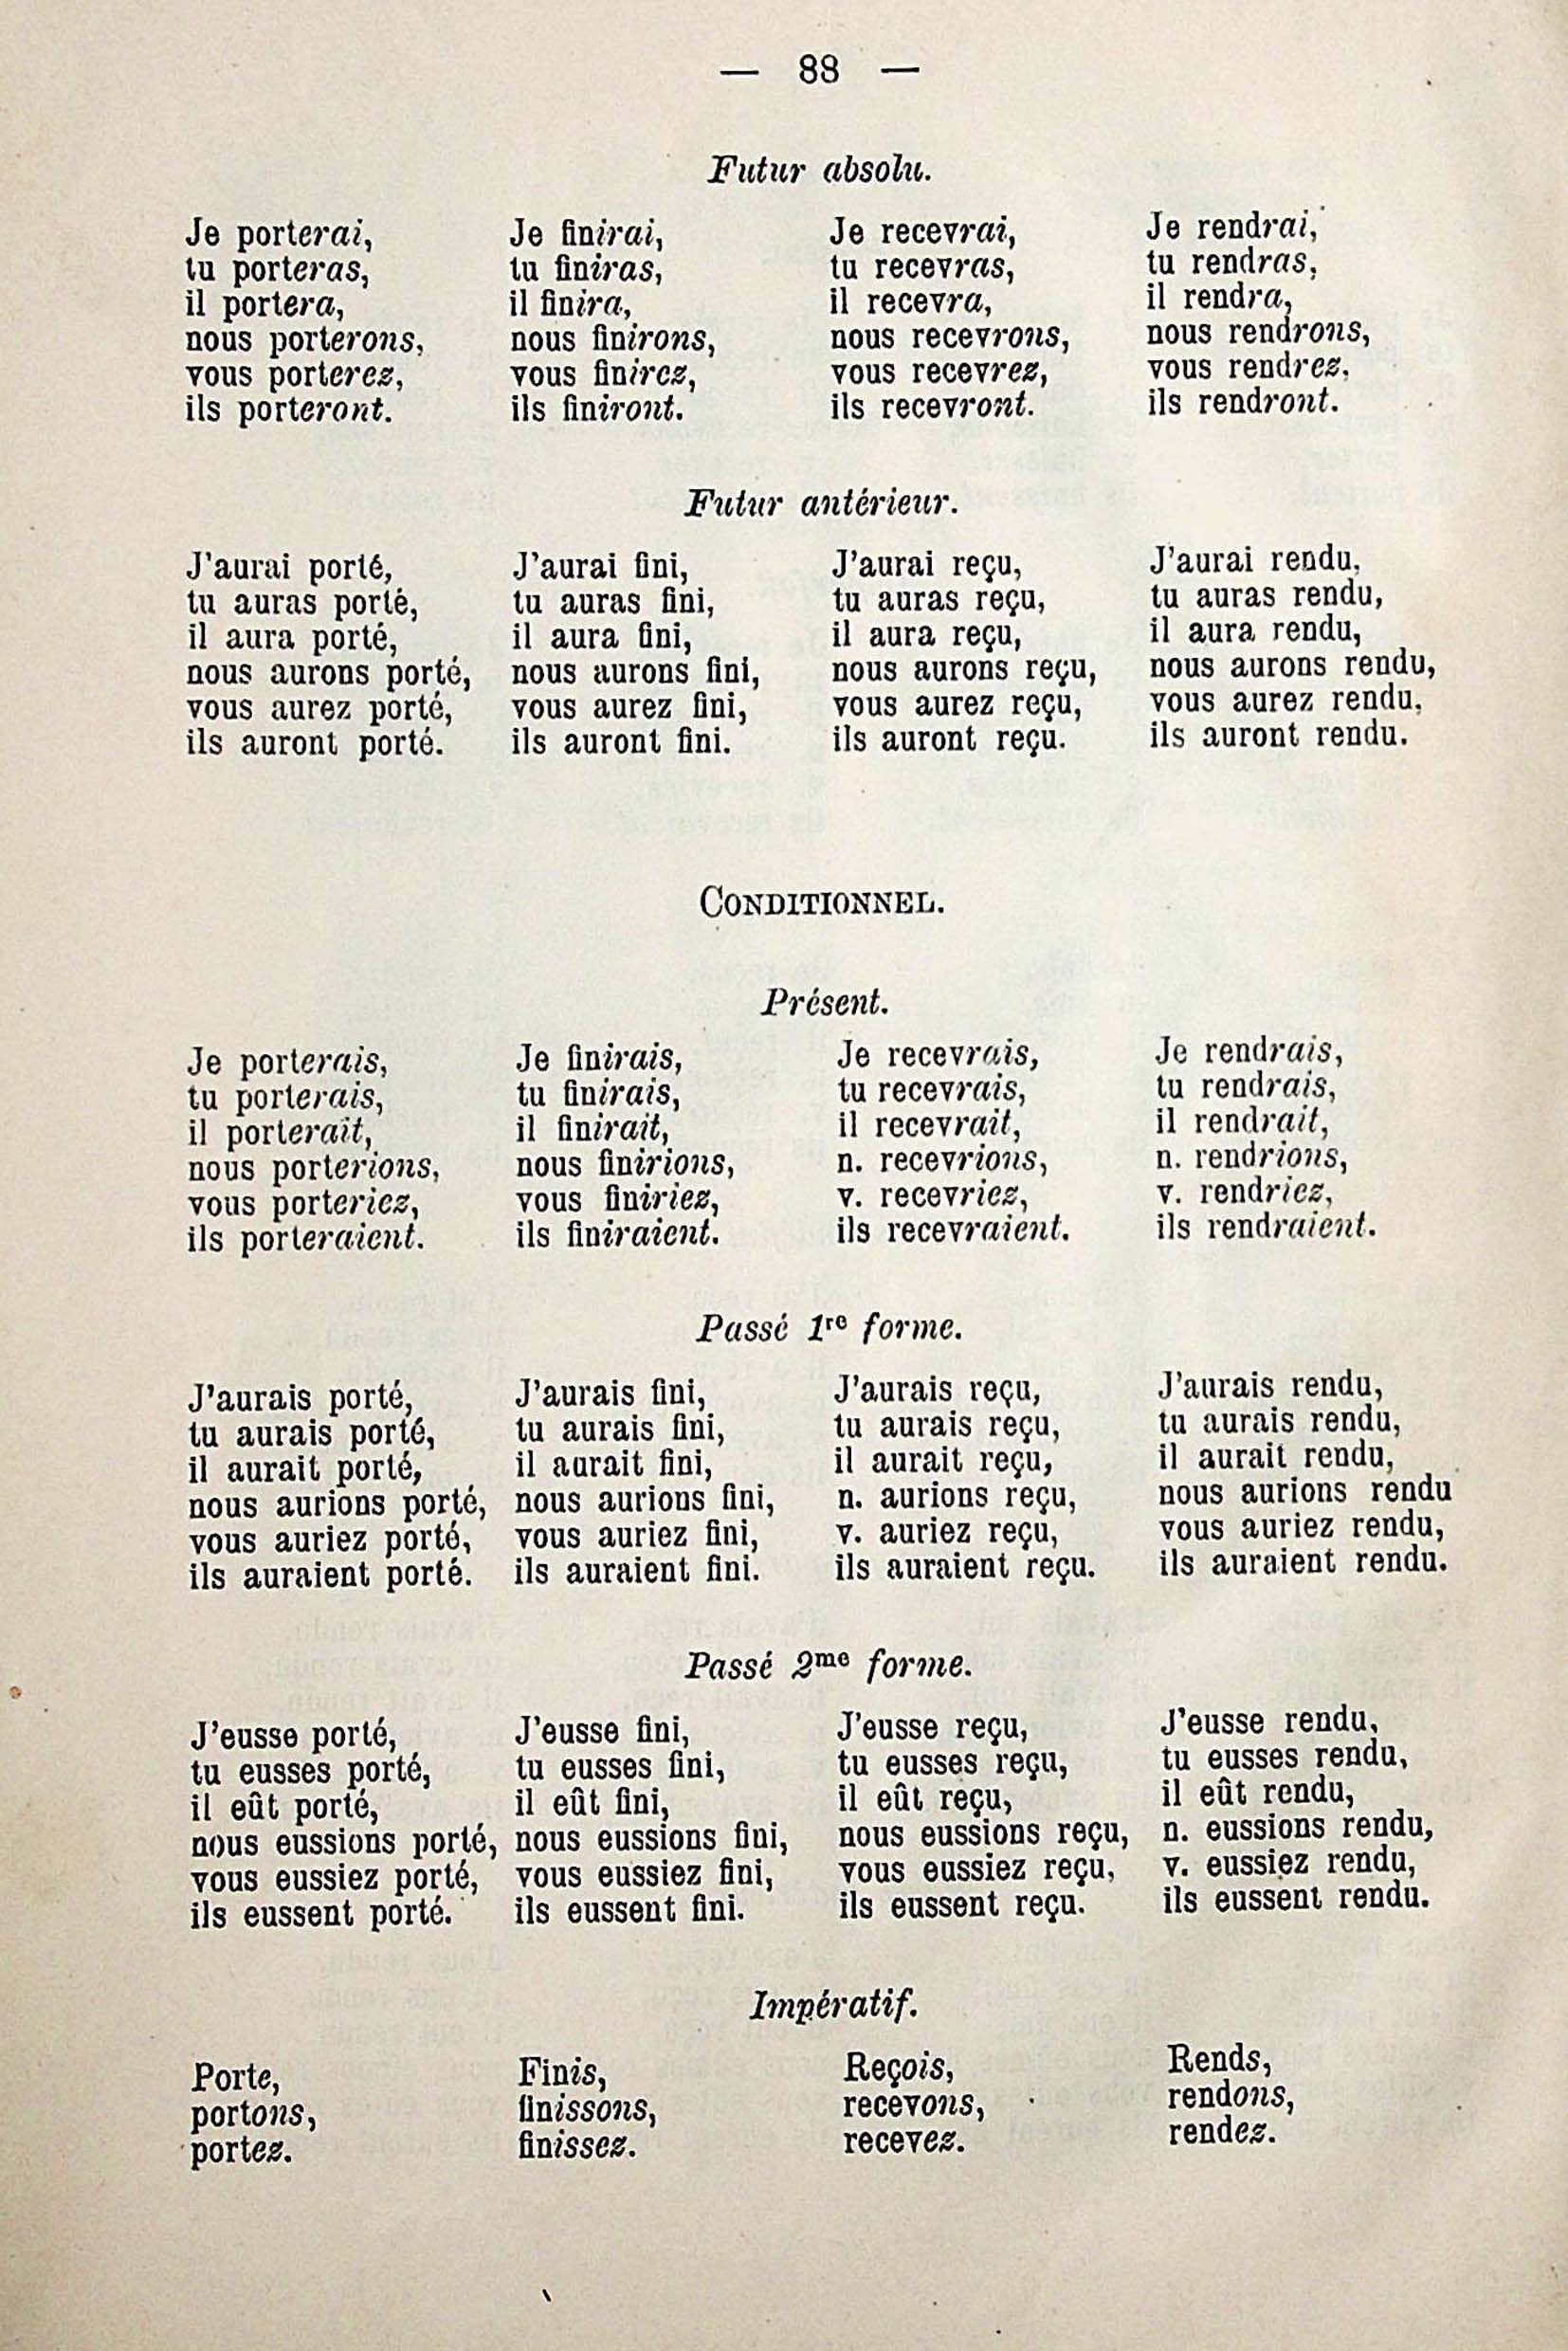 — 88 —
Futur absolu.
Je porterai, Je finirai, Je recevrai, Je rendrai,
tu porteras, tu finiras, tu recevras, tu rendras,
il portera, il finira, il recevra, il rendra,
nous porterons, nous finirons, nous recevrons, nous rendrons,
vous porterez, vous finirez, vous recevrez, vous rendrez,
ils porteront. ils finiront. ils recevront. ils rendront.
Futur antérieur.
J'aurai porté, J'aurai fini, J'aurai reçu, J'aurai rendu,
tu auras porté, tu auras fini, tu auras reçu, tu auras rendu,
il aura porté, il aura fini, il aura reçu, il aura rendu,
nous aurons porté, nous aurons fini, nous aurons reçu, nous aurons rendu,
vous aurez porté, vous aurez fini, vous aurez reçu, vous aurez rendu,
ils auront porté. ils auront fini. ils auront reçu. ils auront rendu.
CONDITIONNEL.
Présent.
Je porterais, Je finirais, Je recevrais, Je rendrais,
tu porterais, tu finirais, tu recevrais, tu rendrais,
il porterait, il finirait, il recevrait, il rendrait,
nous porterions, nous finirions, n. recevrions, n. rendrions,
vous porteriez, vous finiriez, v. recevriez, v. rendriez,
ils porteraient. ils finiraient. ils recevraient. ils rendraient.
Passé 1re forme.
J'aurais porté, J'aurais fini, J'aurais reçu, J'aurais rendu,
tu aurais porté, tu aurais fini, tu aurais reçu, tu aurais rendu,
il aurait porté, il aurait fini, il aurait reçu, il aurait rendu,
nous aurions porté, nous aurions fini, n. aurions reçu, nous aurions rendu
vous auriez porté, vous auriez fini, v. auriez reçu, vous auriez rendu,
ils auraient porté. ils auraient fini. ils auraient reçu. ils auraient rendu.
Passé 2me forme.
J'eusse porté, J'eusse fini, J'eusse reçu, J'eusse rendu,
tu eusses porté, tu eusses fini, tu eusses reçu, tu eusses rendu,
il eût porté, il eût fini, il eût reçu, il eût rendu,
nous eussions porté, nous eussions fini, nous eussions reçu, n. eussions rendu,
vous eussiez porté, vous eussiez fini, vous eussiez reçu, v. eussiez rendu,
ils eussent porté. ils eussent fini. ils eussent reçu. ils eussent rendu.
Impératif.
Porte, Finis, Reçois, Rends,
portons, finissons, recevons, rendons,
portez. finissez. recevez. rendez.